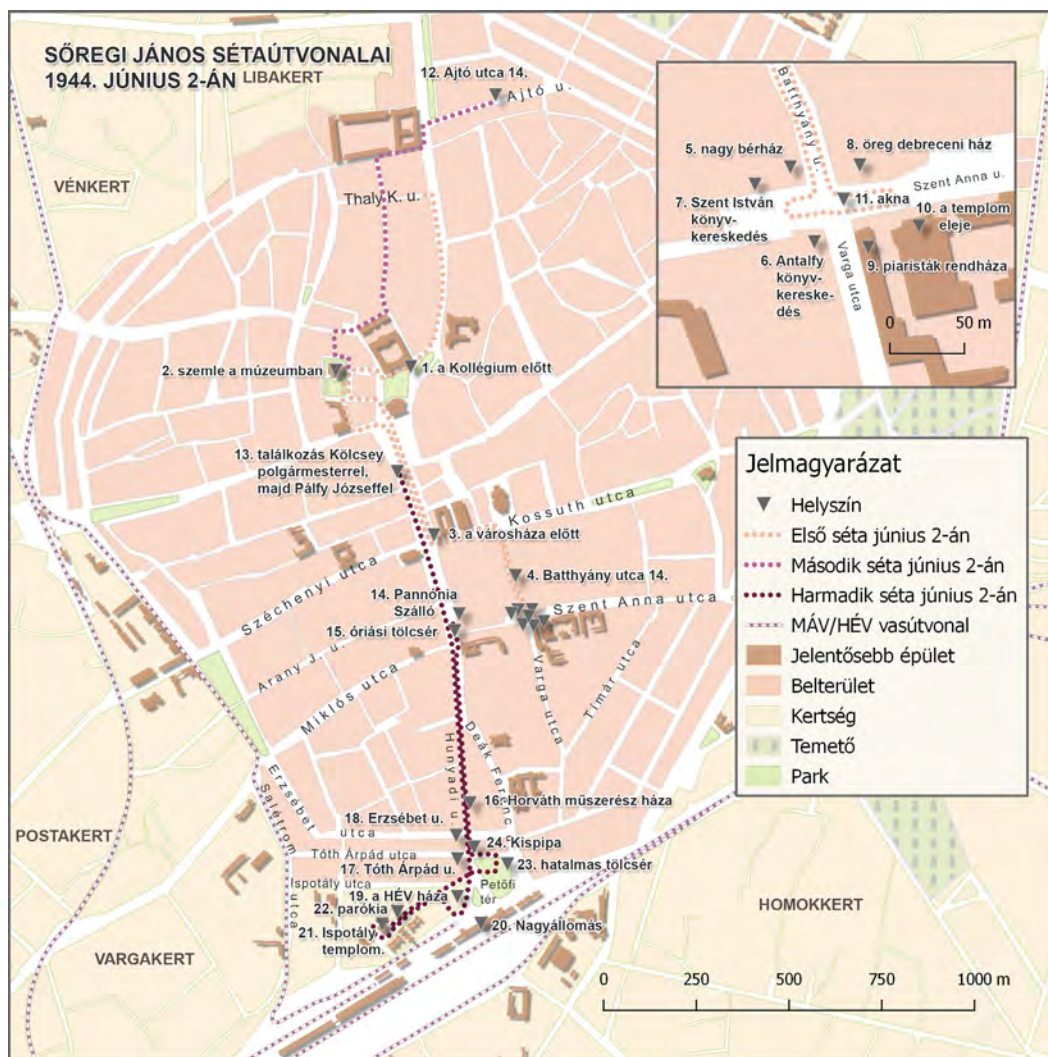 SŐREGI JÁNOS SÉTAÚTVONALAI
1944. JÚNIUS 2-ÁN
LIBAKERT
12. Ajtó utca 14.
Ajtó u.
VÉNKERT
Thaly K. u.
2. szemle a múzeumban
1. a Kollégium előtt
13. találkozás Kölcsey
polgármesterrel,
majd Pálfy Józseffel
Kossuth utca
3. a városháza előtt
Széchenyi utca
4. Batthyány utca 14.
14. Pannónia
Szálló
Szent Anna utca
15. óriási tölcsér
Arany J. u.
Miklós utca
Varga utca
Tímár utca
Hunyadi u.
Deák Ferenc u.
Erzsébet
utca
Salétrom
utca
POSTAKERT
16. Horváth műszerész háza
18. Erzsébet u.
24. Kispipa
Tóth Árpád utca
17. Tóth Árpád u.
23. hatalmas tölcsér
Ispotály utca
19. a HÉV háza
Petőfi
tér
22. parókia
20. Nagyállomás
21. Ispotály
templom.
VARGAKERT
HOMOKKERT
0 250 500 750 1000 m
Batthyány u.
5. nagy bérház
8. öreg debreceni ház
Szent Anna u.
7. Szent István
könyv-
kereskedés
11. akna
10. a templom
eleje
6. Antalfy
könyv-
kereske-
dés
Varga utca
9. piaristák rendháza
0 50 m
Jelmagyarázat
Helyszín
Első séta június 2-án
Második séta június 2-án
Harmadik séta június 2-án
MÁV/HÉV vasútvonal
Jelentősebb épület
Belterület
Kertség
Temető
Park